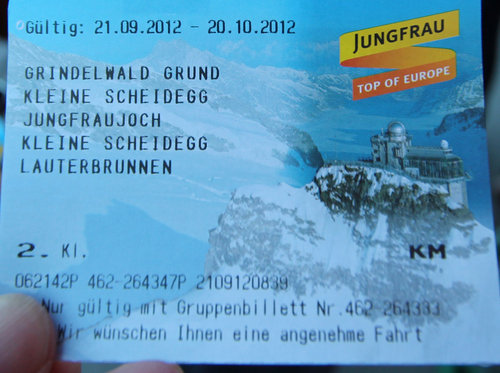 Gültig: 21.09.2012 - 20.10.2012
JUNGFRAU
TOP OF EUROPE
GRINDELWALD GRUND
KLEINE SCHEIDEGG
JUNGFRAUJOCH
KLEINE SCHEIDEGG
LAUTERBRUNNEN
2. Kl. KM
062142P 462-264347P 2109120839
Nur gültig mit Gruppenbillett Nr.462-264333
Wir wünschen Ihnen eine angenehme Fahrt